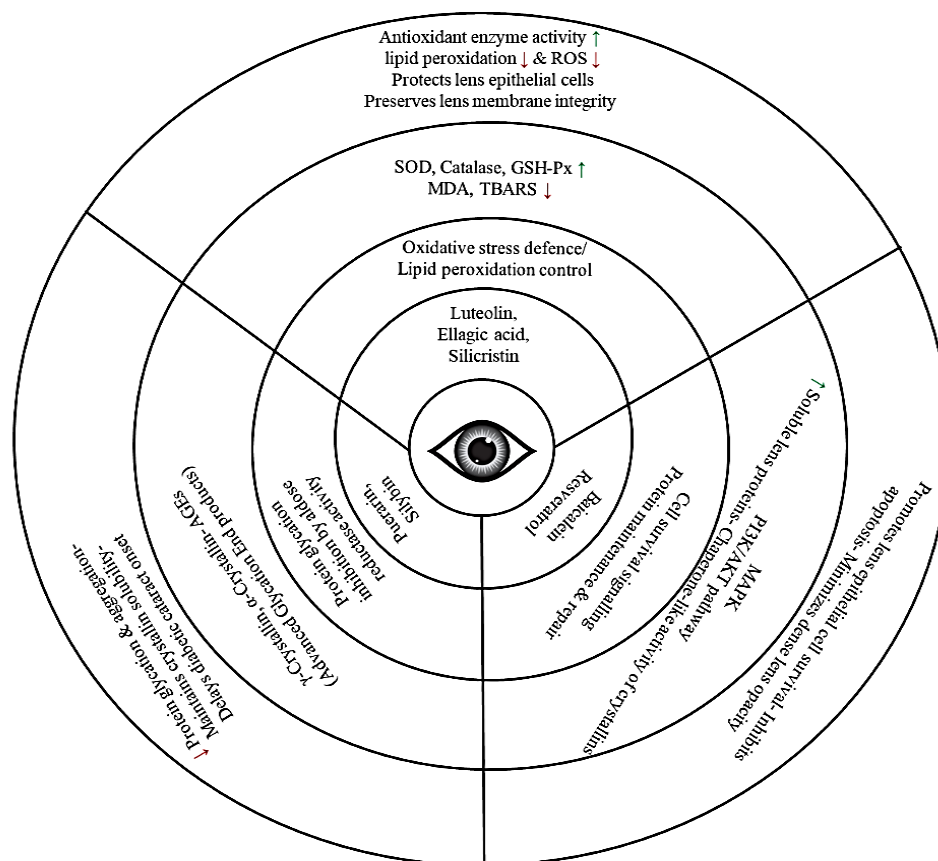 Antioxidant enzyme activity ↑
lipid peroxidation ↓ & ROS ↓
Protects lens epithelial cells
Preserves lens membrane integrity
SOD, Catalase, GSH-Px ↑
MDA, TBARS ↓
Oxidative stress defence/
Lipid peroxidation control
Luteolin,
Ellagic acid,
Silicristin
Baicalein
Resveratrol
Cell survival Signalling
Protein maintenance & repair
MAPK
PI3K/AKT pathway
↑ Soluble lens proteins- Chaperone-like activity of crystallins
Promotes lens epithelial cell survival- Inhibits
apoptosis- Minimizes dense lens opacity
Puerarin,
Silybin
Protein glycation
inhibition by aldose
reductase activity
γ-Crystallin, α-Crystallin- AGEs
(Advanced Glycation End products)
↓ Protein glycation & aggregation-
Maintains crystallin solubility-
Delays diabetic cataract onset